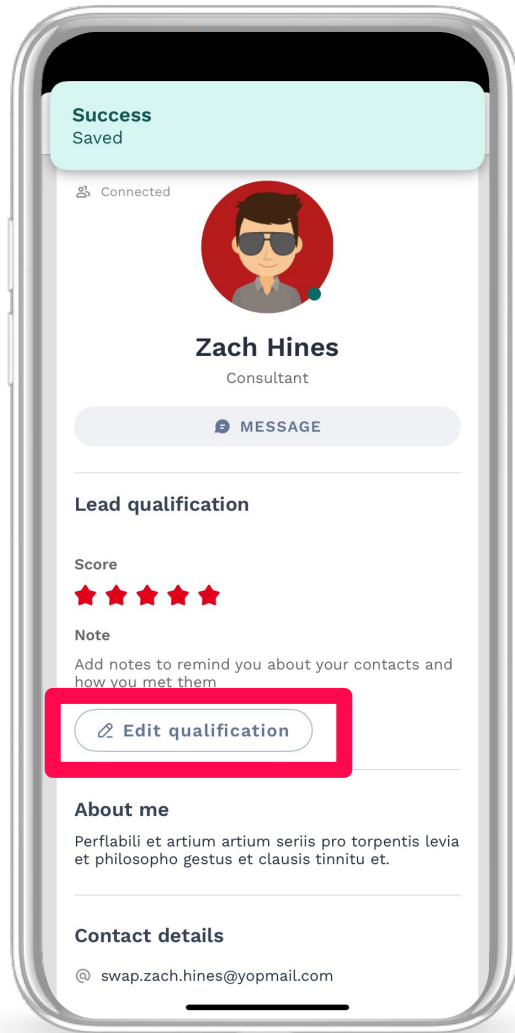 Success
Saved
Connected
Zach Hines
Consultant
MESSAGE
Lead qualification
Score
Note
Add notes to remind you about your contacts and
how you met them
Edit qualification
About me
Perflabili et artium artium seriis pro torpentis levia
et philosopho gestus et clausis tinnitu et.
Contact details
@ swap.zach.hines@yopmail.com